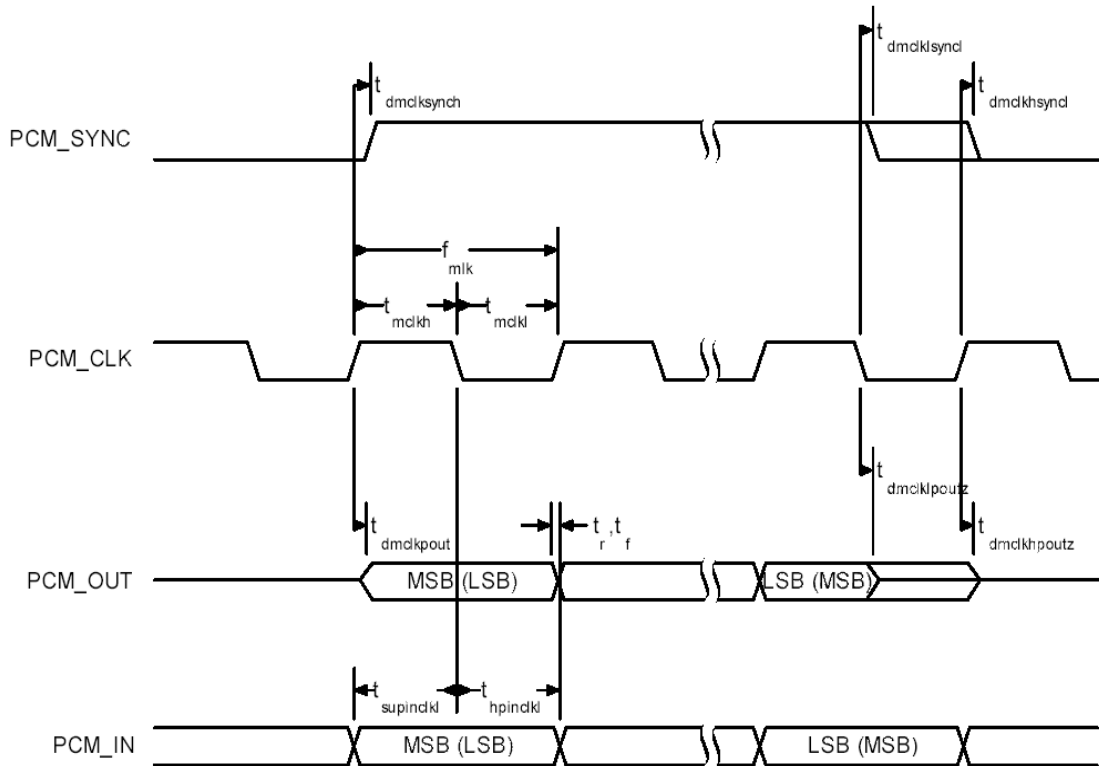 t dmclklsyncl
t dmclksynch
t dmclkhsyncl
PCM_SYNC
f mlk
t mclkh
t mclkl
PCM_CLK
t dmclklpoutz
t dmclkpout
t r ,t f
t dmclkhpoutz
PCM_OUT
MSB (LSB)
LSB (MSB)
t supinclkl
t hpinclkl
PCM_IN
MSB (LSB)
LSB (MSB)